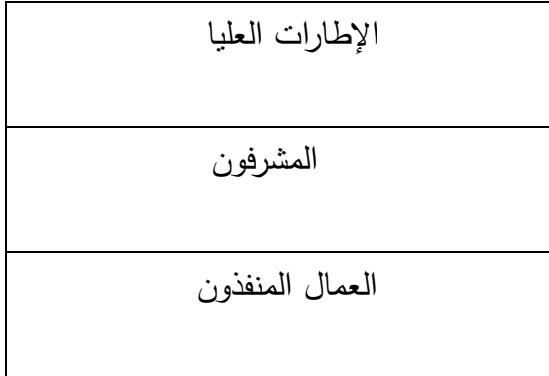 الإطارات العليا
المشرفون
العمال المنفذون